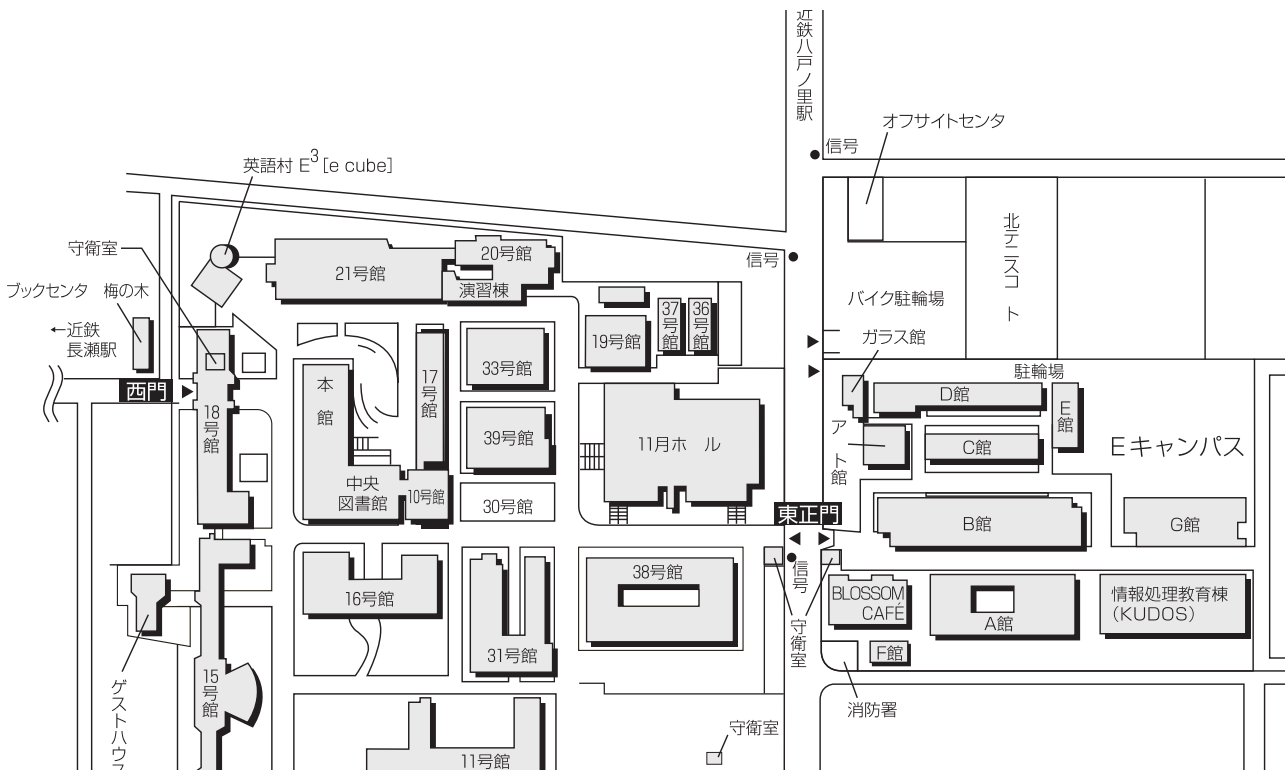 近鉄八戸ノ里駅
オフサイトセンタ
信号
英語村 E³ [e cube]
北テニスコート
守衛室
20号館
信号
21号館
演習棟
ブックセンタ 梅の木
バイク駐輪場
←近鉄
長瀬駅
37号館
36号館
ガラス館
19号館
33号館
17号館
本館
駐輪場
西門
D館
E館
18号館
39号館
11月ホール
アート館
C館
Eキャンパス
中央
図書館
10号館
30号館
東正門
B館
G館
信号
38号館
16号館
BLOSSOM
CAFÉ
A館
情報処理教育棟
(KUDOS)
守衛室
31号館
F館
15号館
ゲストハウス
消防署
守衛室
11号館